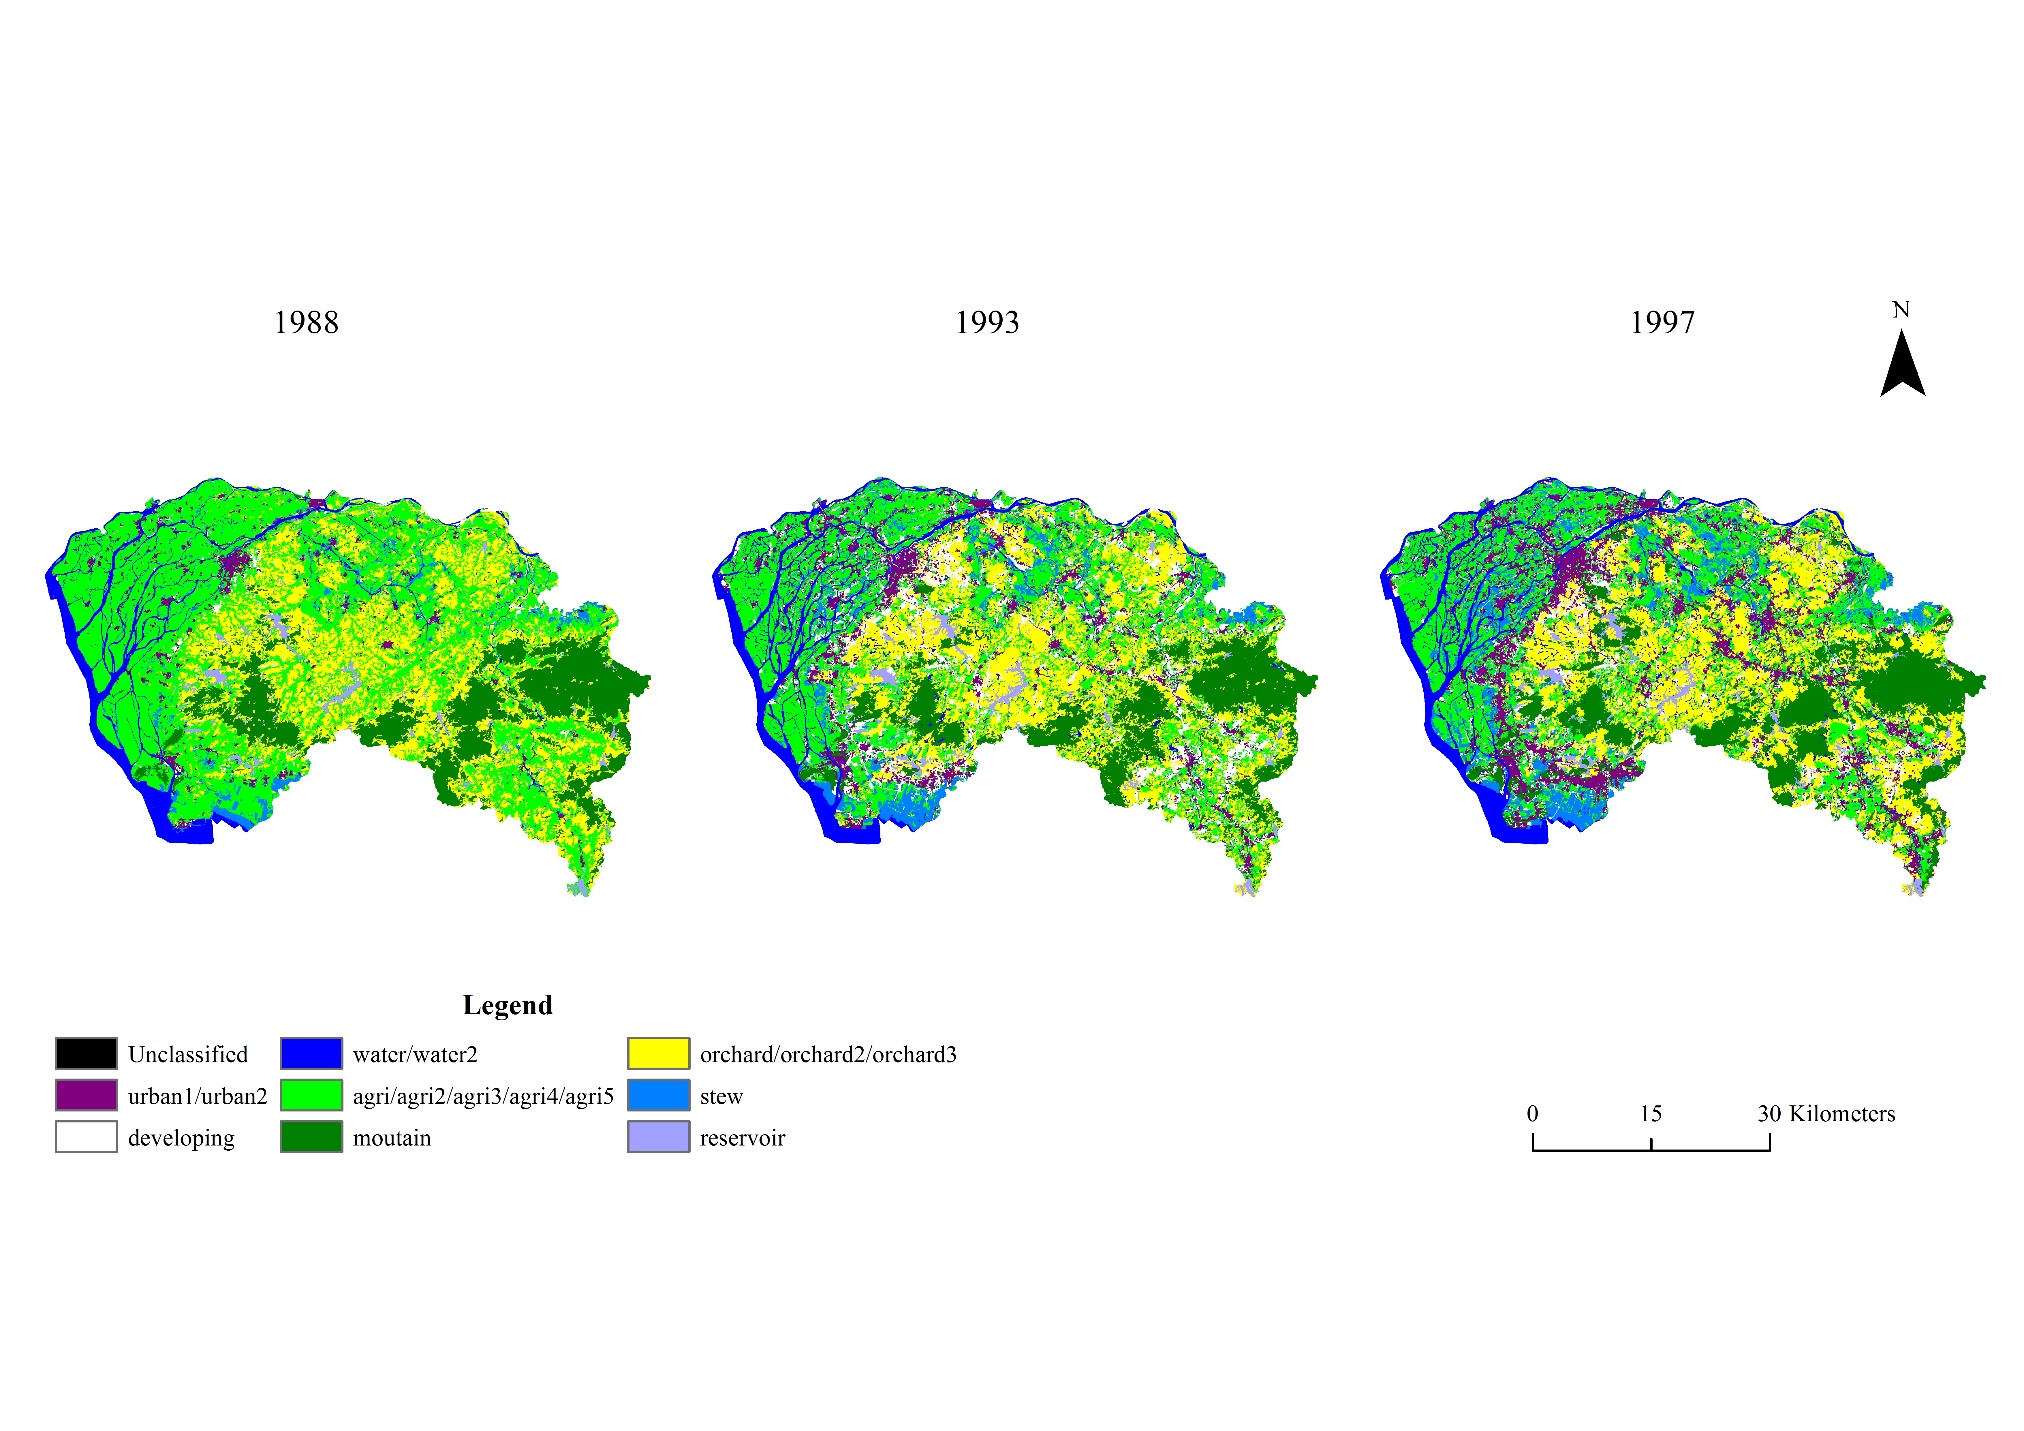 1988
1993
1997
N
Legend
Unclassified
water/water2
orchard/orchard2/orchard3
urban1/urban2
agri/agri2/agri3/agri4/agri5
stew
developing
moutain
reservoir
0 15 30 Kilometers